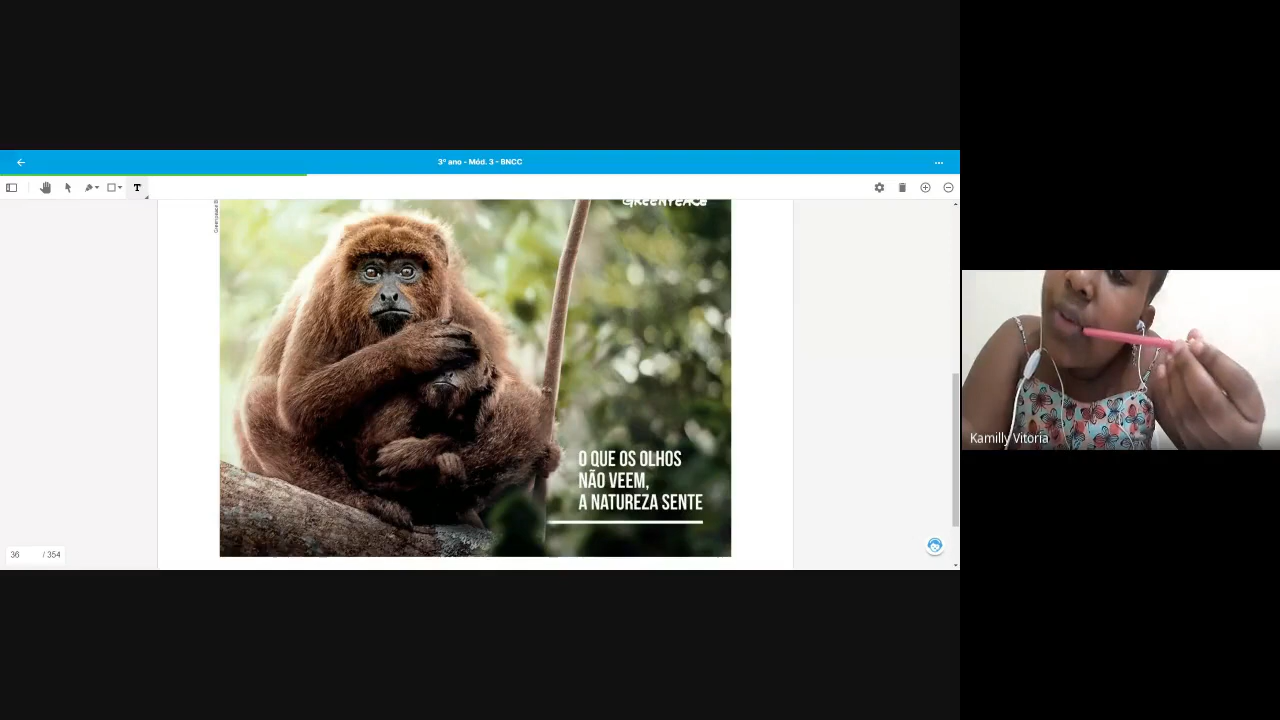 3º ano - Mód. 3 - BNCC
T
GREENPEACE
O QUE OS OLHOS
NÃO VEEM,
A NATUREZA SENTE
36 / 354
Kamilly Vitoria